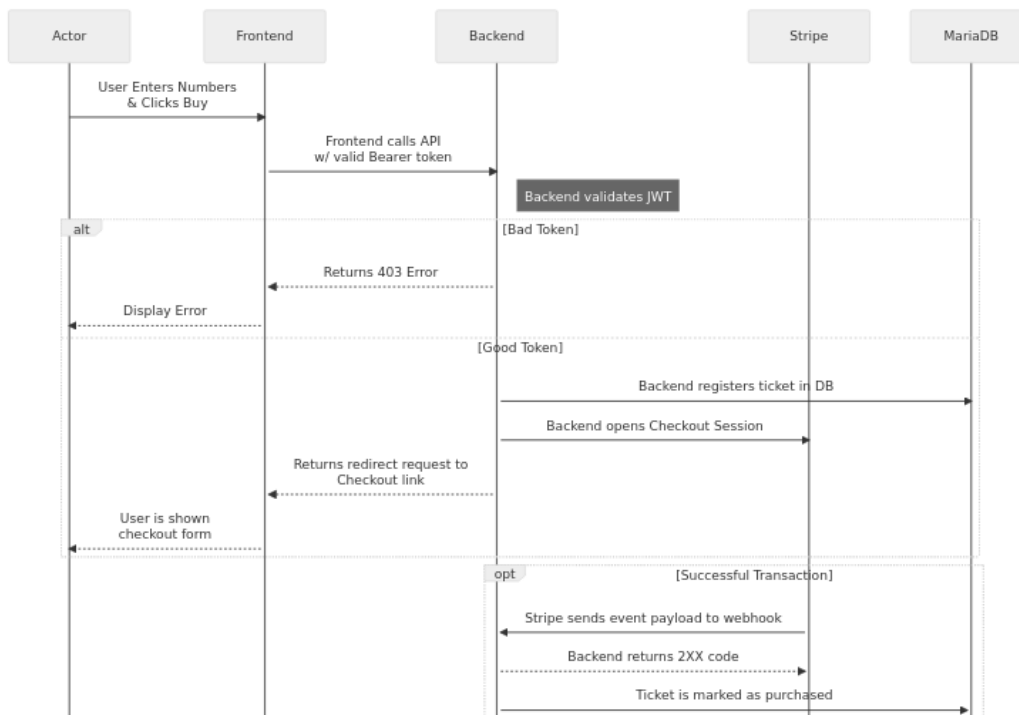 Actor
Frontend
Backend
Stripe
MariaDB
User Enters Numbers
& Clicks Buy
Frontend calls API
w/ valid Bearer token
Backend validates JWT
alt
[Bad Token]
Returns 403 Error
Display Error
[Good Token]
Backend registers ticket in DB
Backend opens Checkout Session
Returns redirect request to
Checkout link
User is shown
checkout form
opt
[Successful Transaction]
Stripe sends event payload to webhook
Backend returns 2XX code
Ticket is marked as purchased